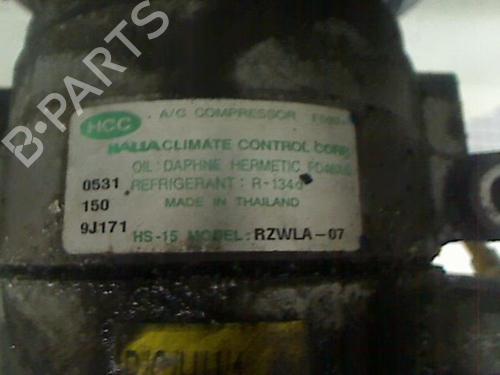 B-PARTS
A/C COMPRESSOR
HCC
HALLA CLIMATE CONTROL CORP.
OIL: DAPHNE HERMETIC
0531 REFRIGERANT : R-134a
150 MADE IN THAILAND
9J171 HS-15 MODEL: RZWLA-07